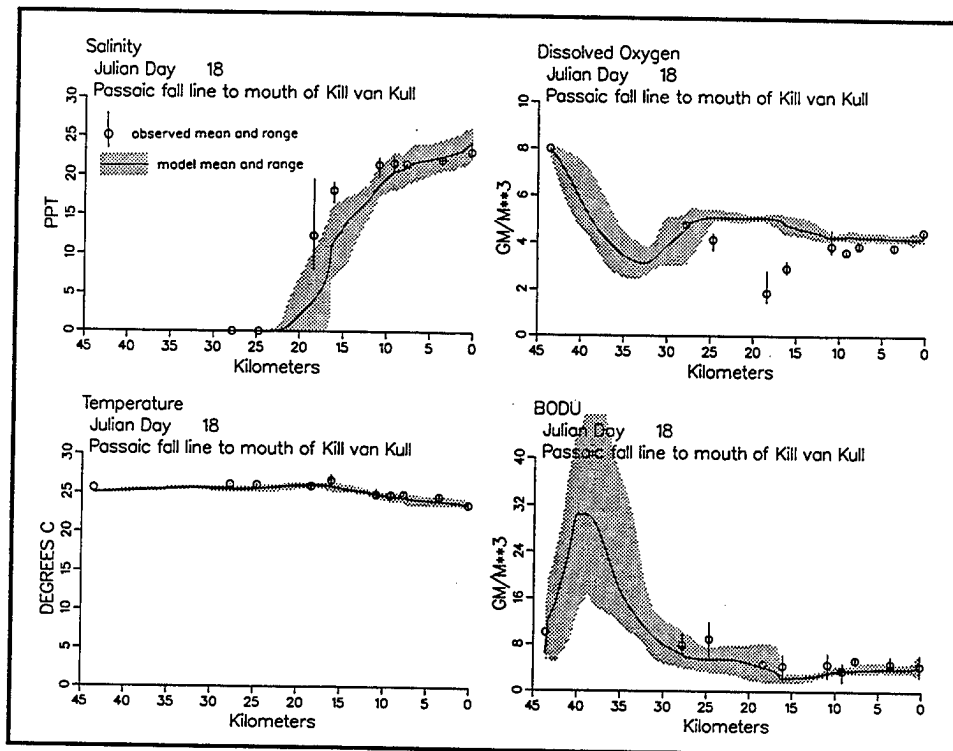 Salinity
Julian Day 18
Passaic fall line to mouth of Kill van Kull
30
25
20
15
10
5
0
PPT
observed mean and range
model mean and range
45 40 35 30 25 20 15 10 5 0
Kilometers
Dissolved Oxygen
Julian Day 18
Passaic fall line to mouth of Kill van Kull
10
8
6
4
2
0
GM/M**3
45 40 35 30 25 20 15 10 5 0
Kilometers
Temperature
Julian Day 18
Passaic fall line to mouth of Kill van Kull
30
25
20
15
10
5
0
DEGREES C
45 40 35 30 25 20 15 10 5 0
Kilometers
BODU
Julian Day 18
Passaic fall line to mouth of Kill van Kull
40
32
24
16
8
0
GM/M**3
45 40 35 30 25 20 15 10 5 0
Kilometers